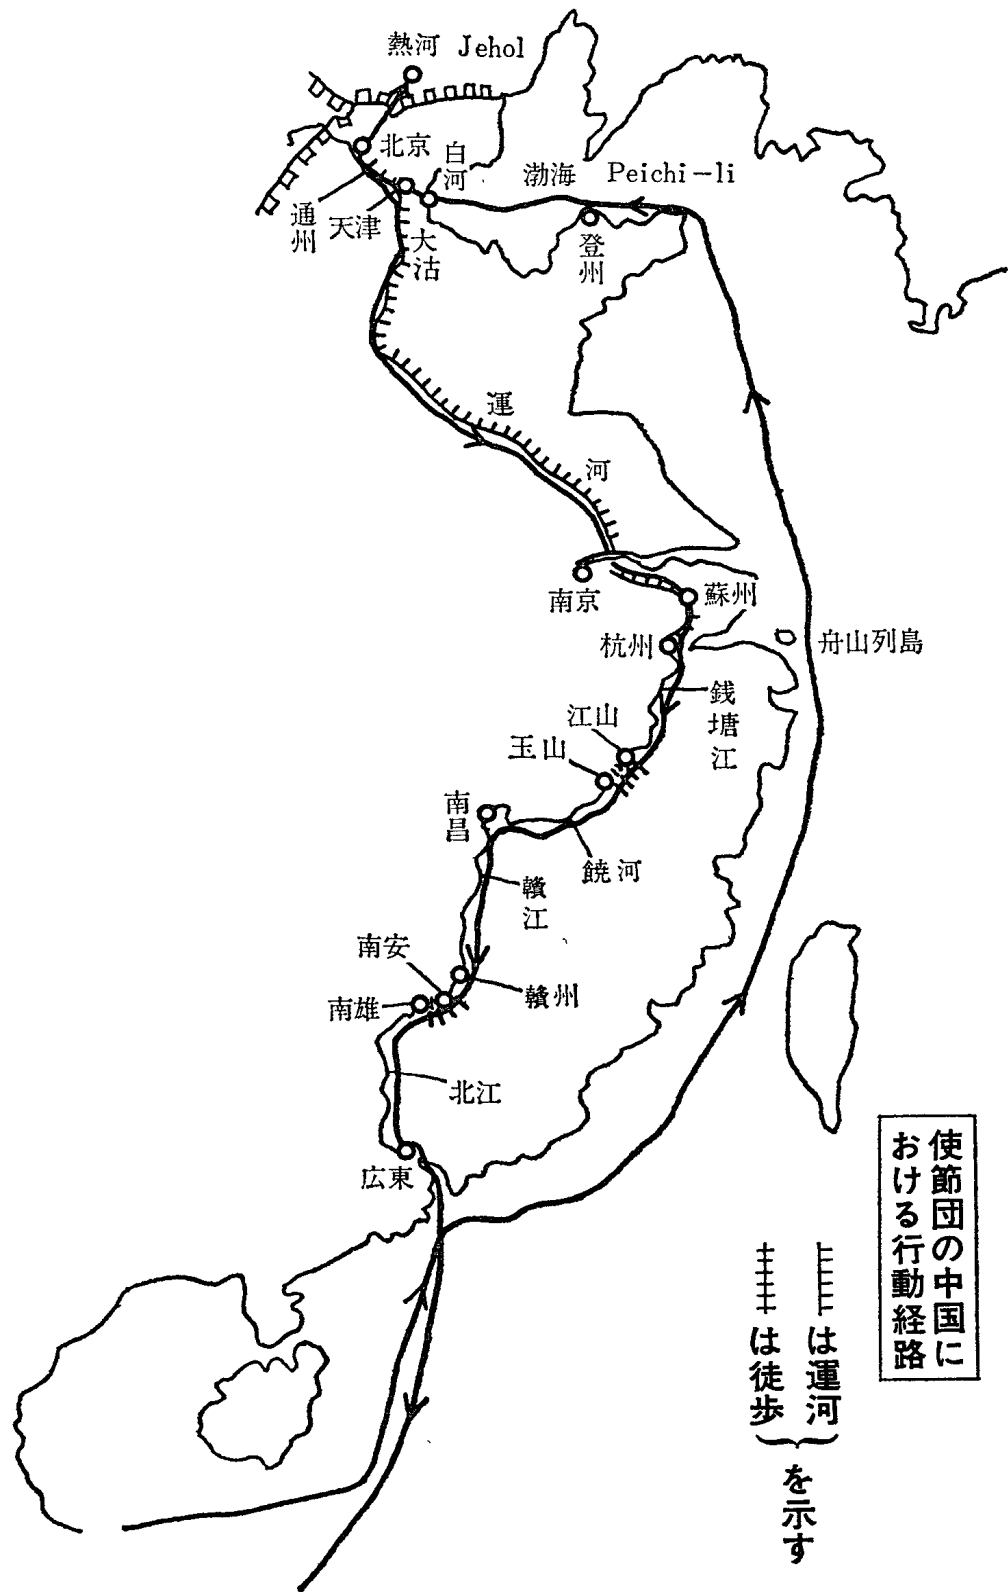 熱河 Jehol
北京
白河
渤海 Peichi-li
通州
天津
大沽
登州
運河
南京
蘇州
杭州
舟山列島
銭塘江
江山
玉山
南昌
饒河
贛江
南安
贛州
南雄
北江
広東
使節団の中国に
おける行動経路
は運河
は徒歩
を示す